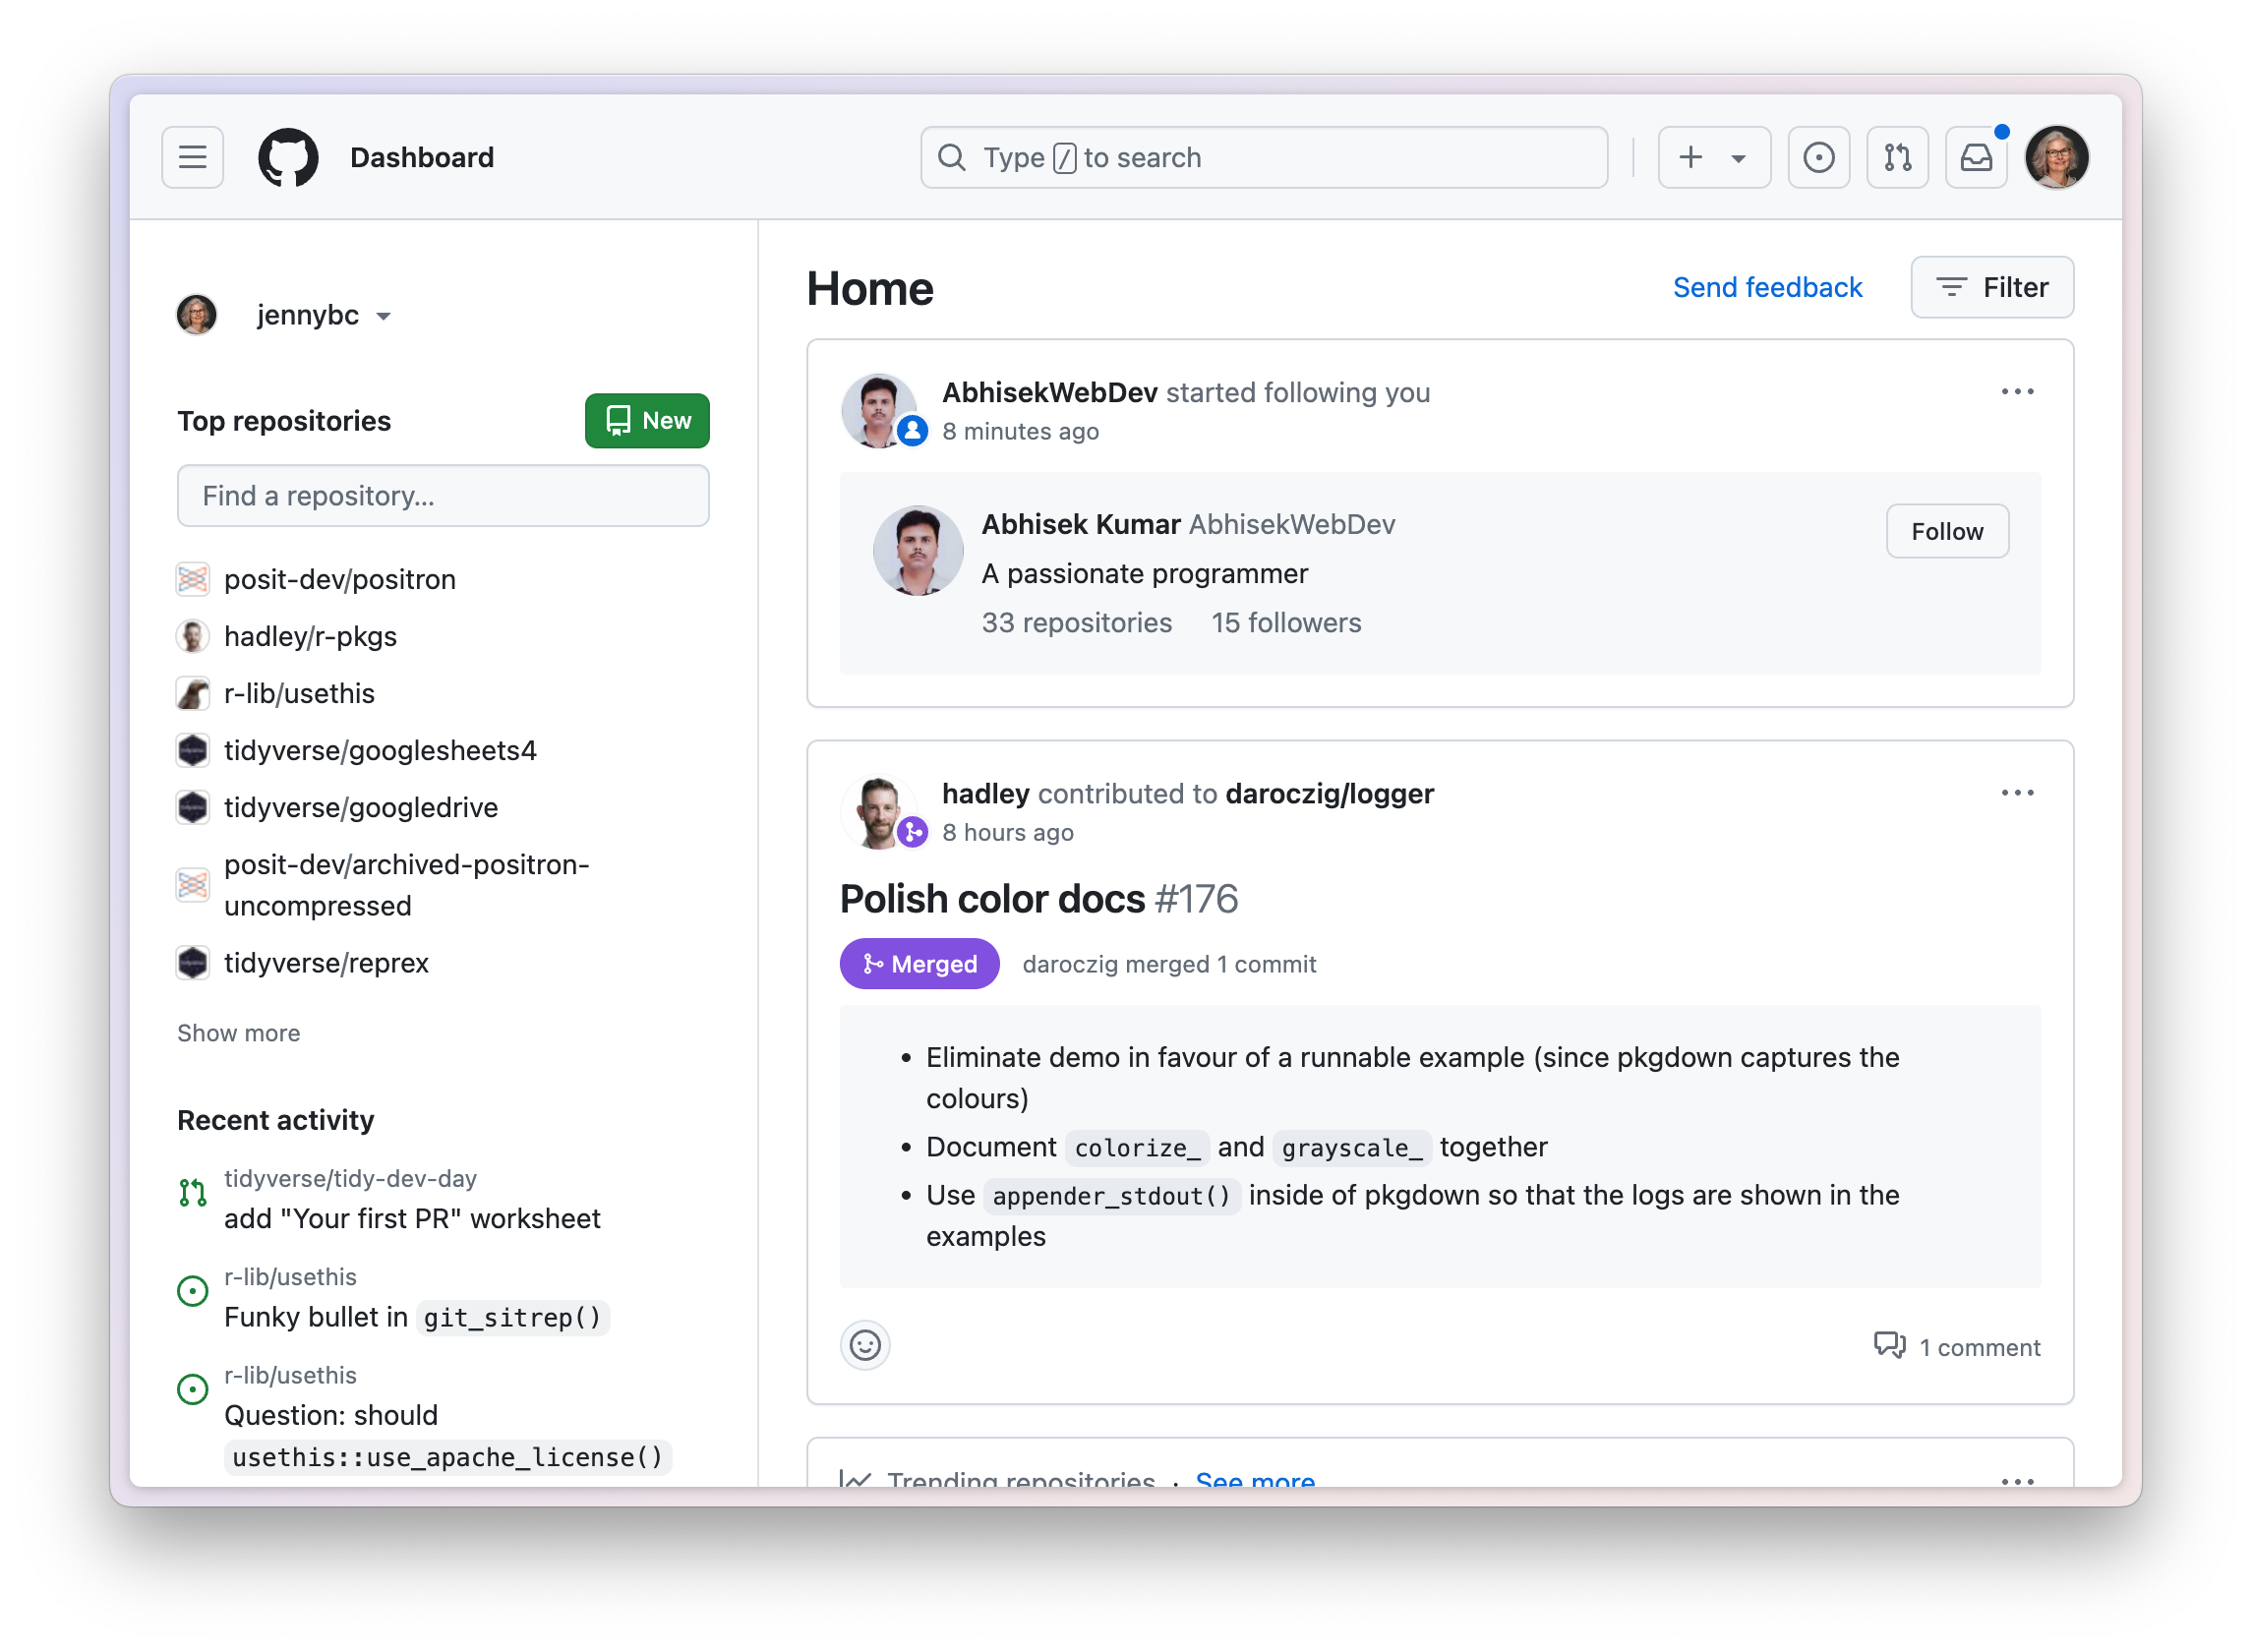 Dashboard
Type / to search
jennybc
Top repositories
New
Find a repository...
posit-dev/positron
hadley/r-pkgs
r-lib/usethis
tidyverse/googlesheets4
tidyverse/googledrive
posit-dev/archived-positron-
uncompressed
tidyverse/reprex
Show more
Recent activity
tidyverse/tidy-dev-day
add "Your first PR" worksheet
r-lib/usethis
Funky bullet in git_sitrep()
r-lib/usethis
Question: should
usethis::use_apache_license()
Home
Send feedback
Filter
AbhisekWebDev started following you
8 minutes ago
Abhisek Kumar AbhisekWebDev
Follow
A passionate programmer
33 repositories 15 followers
hadley contributed to daroczig/logger
8 hours ago
Polish color docs #176
Merged daroczig merged 1 commit
• Eliminate demo in favour of a runnable example (since pkgdown captures the
colours)
• Document colorize_ and grayscale_ together
• Use appender_stdout() inside of pkgdown so that the logs are shown in the
examples
1 comment
Trending repositories · See more